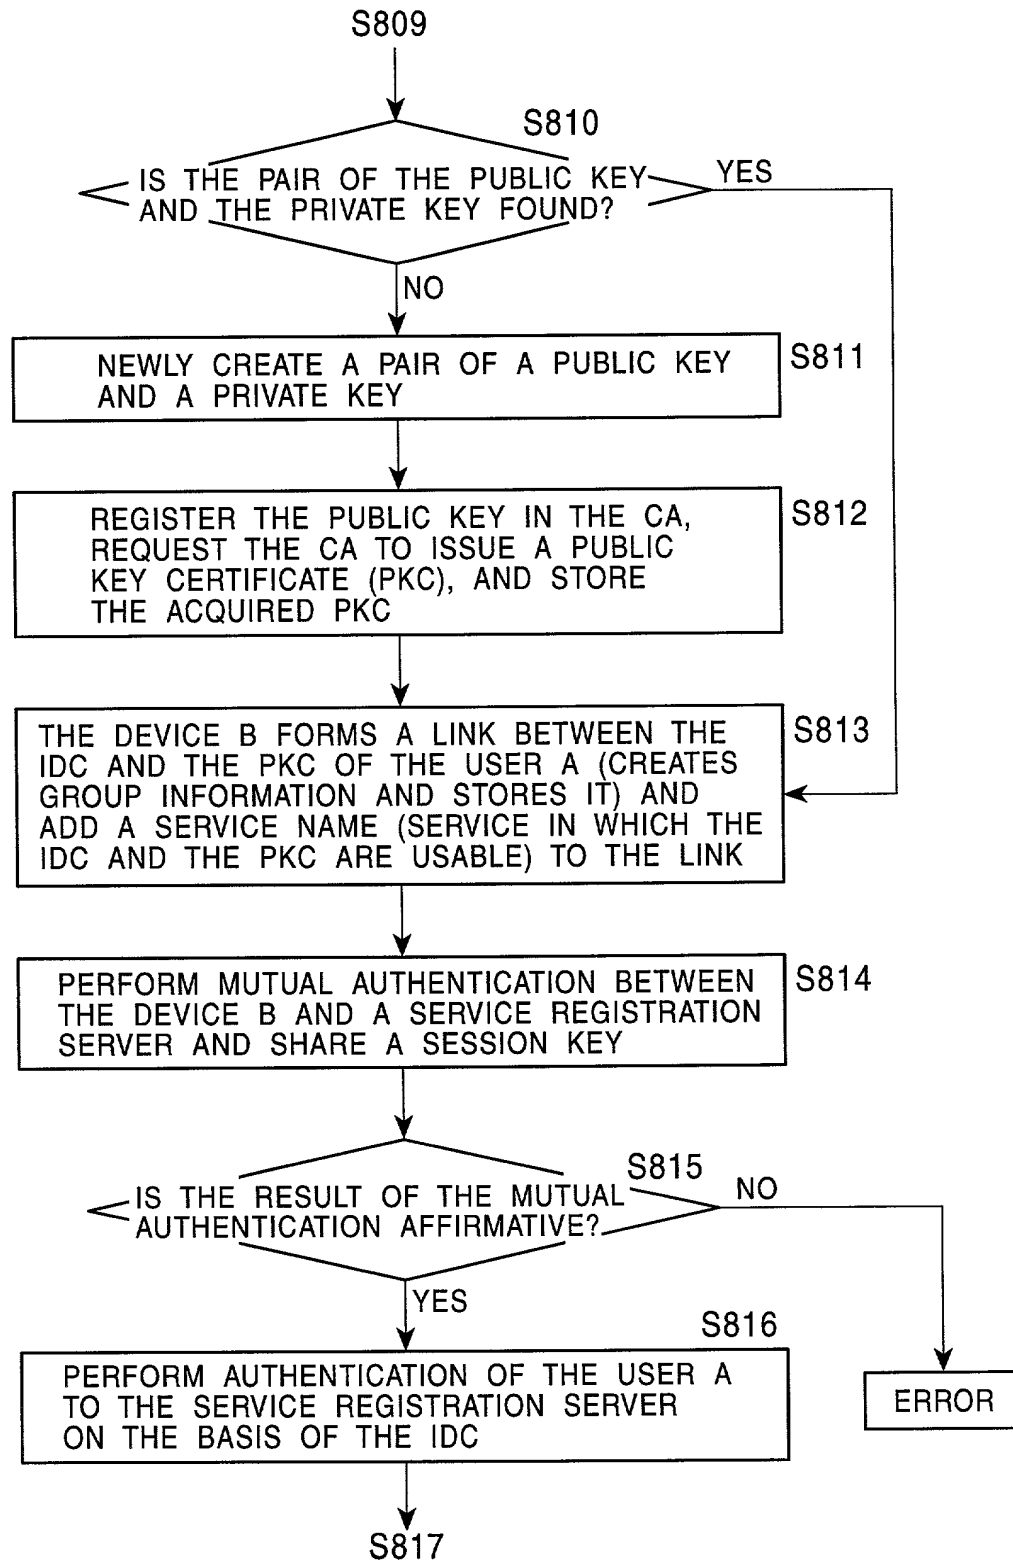 S809
S810
IS THE PAIR OF THE PUBLIC KEY
AND THE PRIVATE KEY FOUND?
YES
NO
NEWLY CREATE A PAIR OF A PUBLIC KEY
AND A PRIVATE KEY
S811
REGISTER THE PUBLIC KEY IN THE CA,
REQUEST THE CA TO ISSUE A PUBLIC
KEY CERTIFICATE (PKC), AND STORE
THE ACQUIRED PKC
S812
THE DEVICE B FORMS A LINK BETWEEN THE
IDC AND THE PKC OF THE USER A (CREATES
GROUP INFORMATION AND STORES IT) AND
ADD A SERVICE NAME (SERVICE IN WHICH THE
IDC AND THE PKC ARE USABLE) TO THE LINK
S813
PERFORM MUTUAL AUTHENTICATION BETWEEN
THE DEVICE B AND A SERVICE REGISTRATION
SERVER AND SHARE A SESSION KEY
S814
S815
IS THE RESULT OF THE MUTUAL
AUTHENTICATION AFFIRMATIVE?
NO
YES
S816
PERFORM AUTHENTICATION OF THE USER A
TO THE SERVICE REGISTRATION SERVER
ON THE BASIS OF THE IDC
ERROR
S817